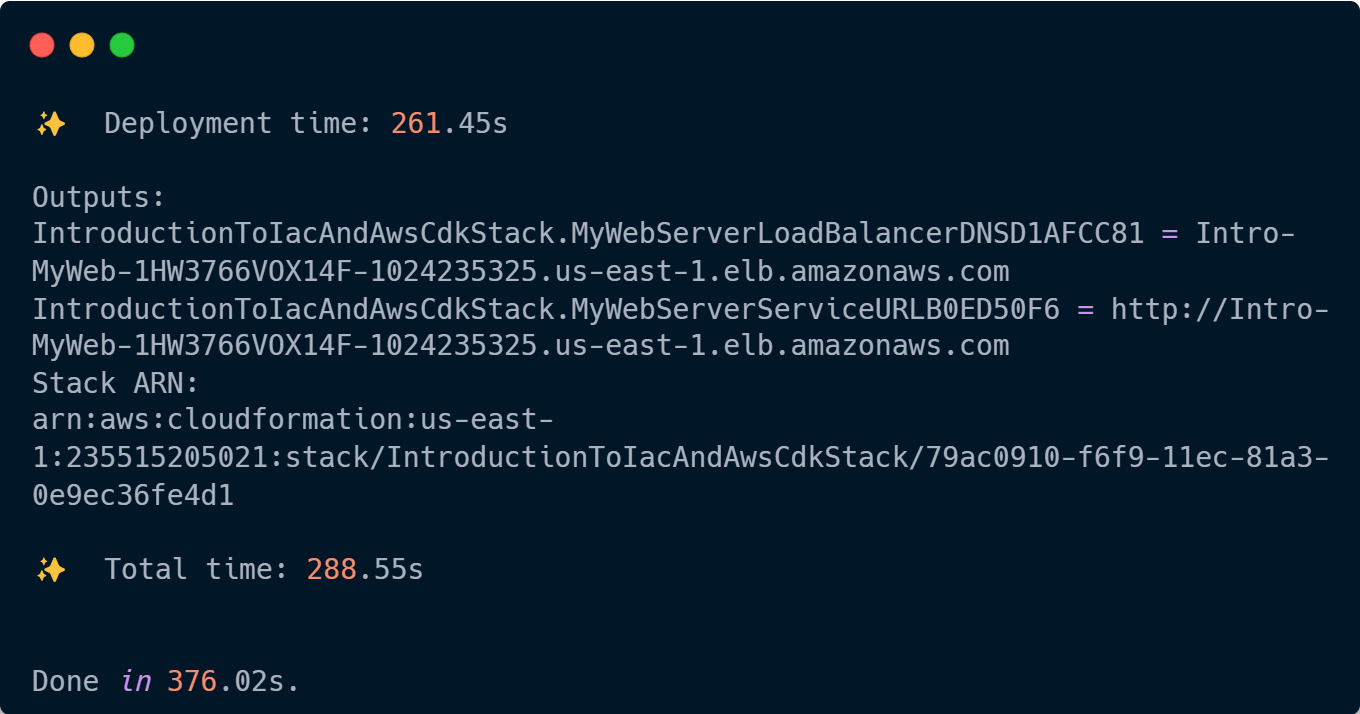 ✨ Deployment time: 261.45s
Outputs:
IntroductionToIacAndAwsCdkStack.MyWebServerLoadBalancerDNSD1AFCC81 = Intro-
MyWeb-1HW3766VOX14F-1024235325.us-east-1.elb.amazonaws.com
IntroductionToIacAndAwsCdkStack.MyWebServerServiceURLB0ED50F6 = http://Intro-
MyWeb-1HW3766VOX14F-1024235325.us-east-1.elb.amazonaws.com
Stack ARN:
arn:aws:cloudformation:us-east-
1:235515205021:stack/IntroductionToIacAndAwsCdkStack/79ac0910-f6f9-11ec-81a3-
0e9ec36fe4d1
✨ Total time: 288.55s
Done in 376.02s.